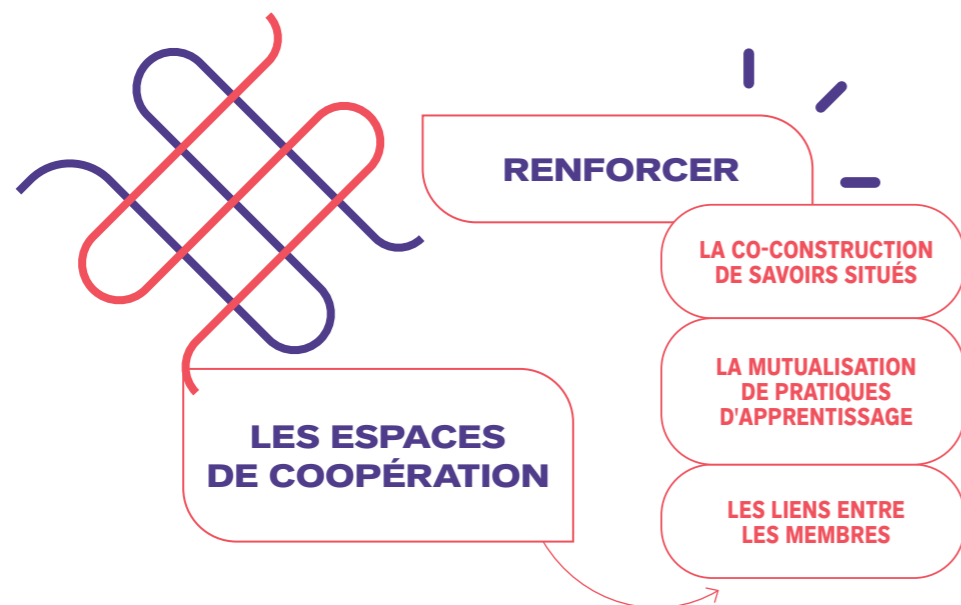 RENFORCER
LA CO-CONSTRUCTION
DE SAVOIRS SITUÉS
LA MUTUALISATION
DE PRATIQUES
D'APPRENTISSAGE
LES LIENS ENTRE
LES MEMBRES
LES ESPACES
DE COOPÉRATION